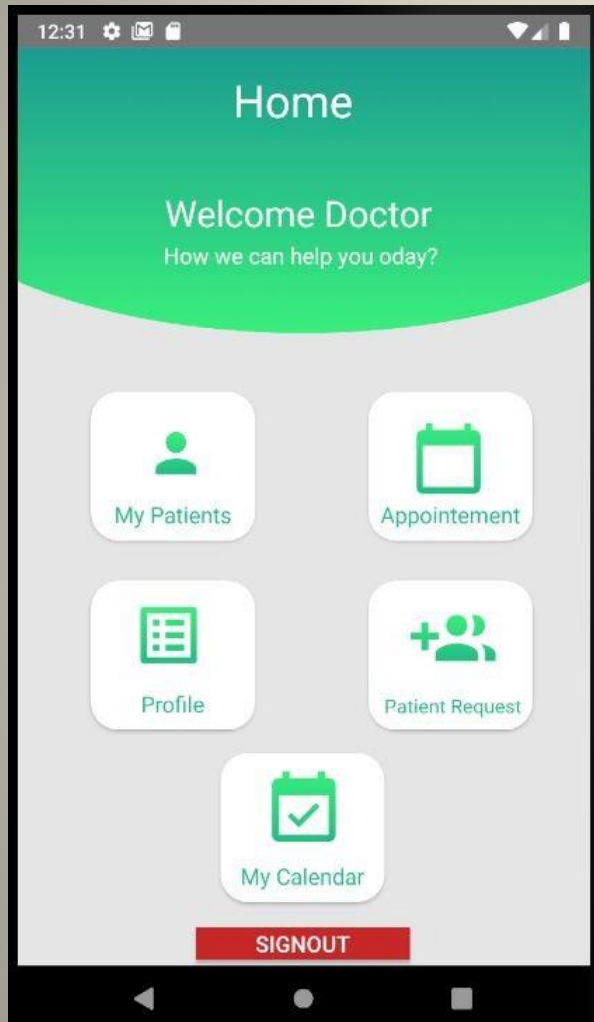 12:31
Home
Welcome Doctor
How we can help you oday?
My Patients
Appointement
Profile
Patient Request
My Calendar
SIGNOUT